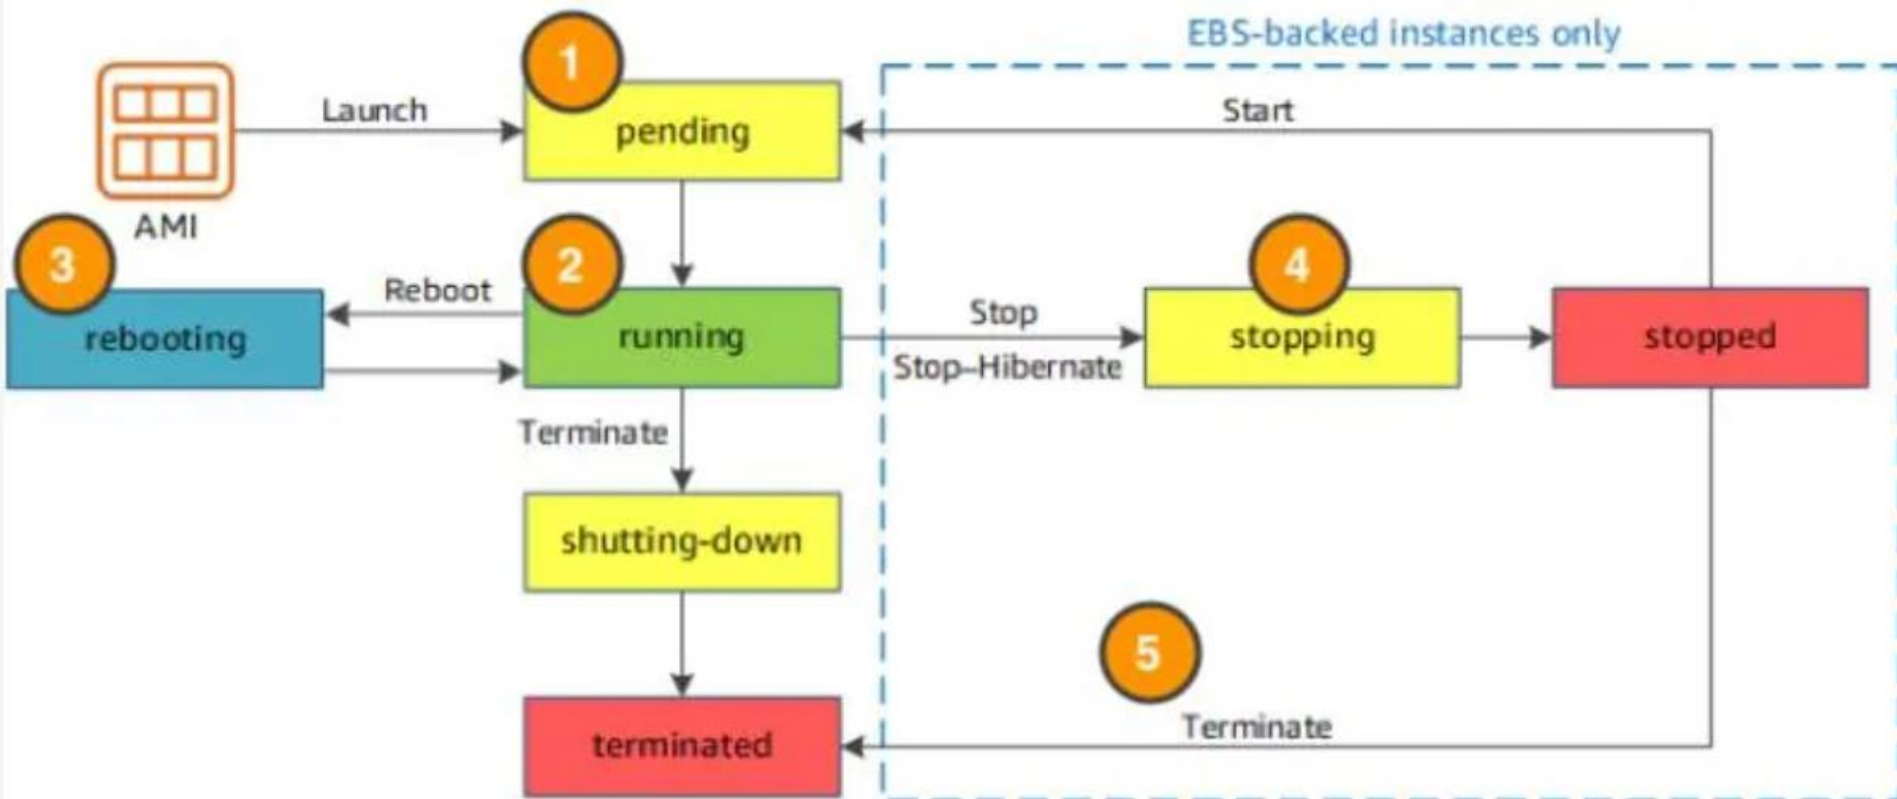 EBS-backed instances only
1
Launch
pending
Start
AMI
3
2
4
Reboot
rebooting
running
Stop
Stop–Hibernate
stopping
stopped
Terminate
shutting-down
5
Terminate
terminated